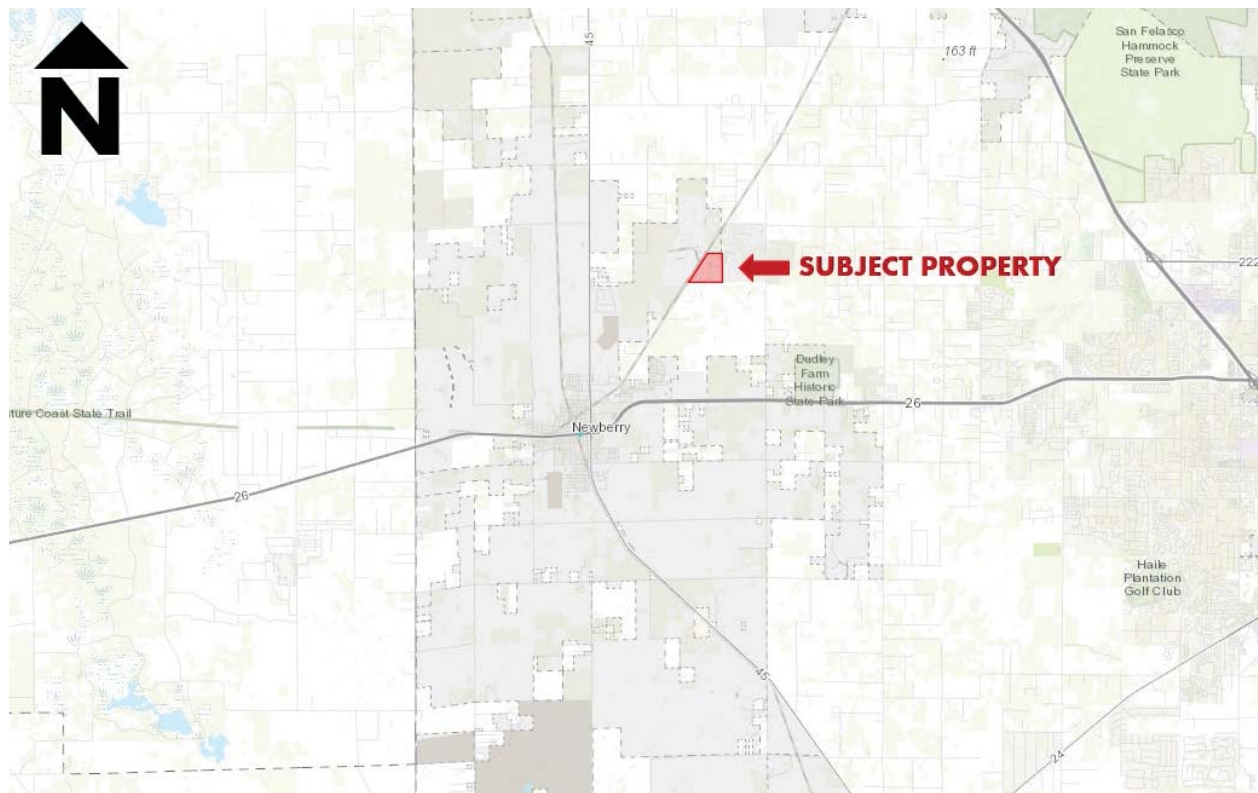 N
45
163 ft
San Felasco
Hammock
Preserve
State Park
SUBJECT PROPERTY
222
Dudley
Farm
Historic
State Park
26
ture Coast State Trail
Newberry
26
Haile
Plantation
Golf Club
45
24